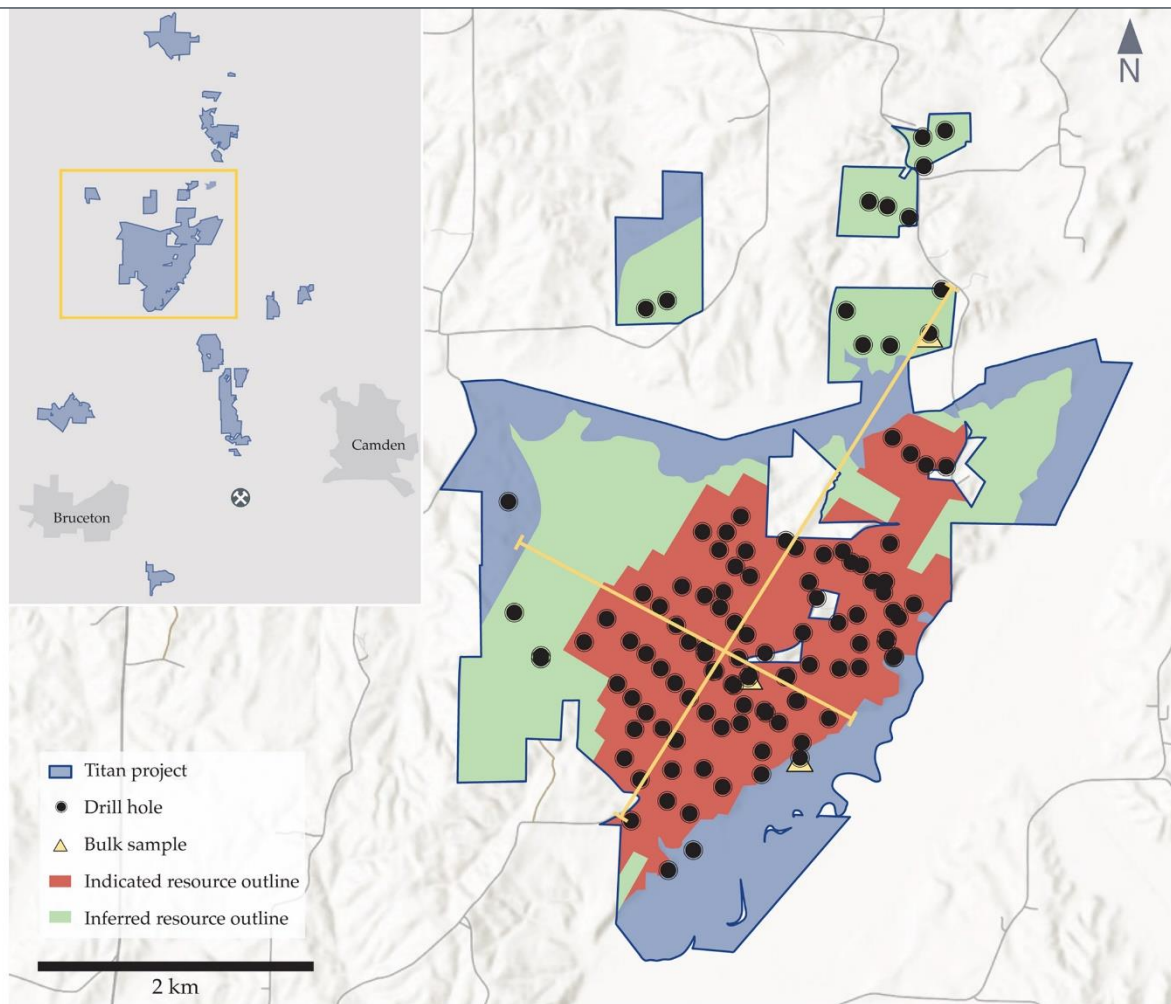 N
Camden
Bruceton
Titan project
Drill hole
Bulk sample
Indicated resource outline
Inferred resource outline
2 km